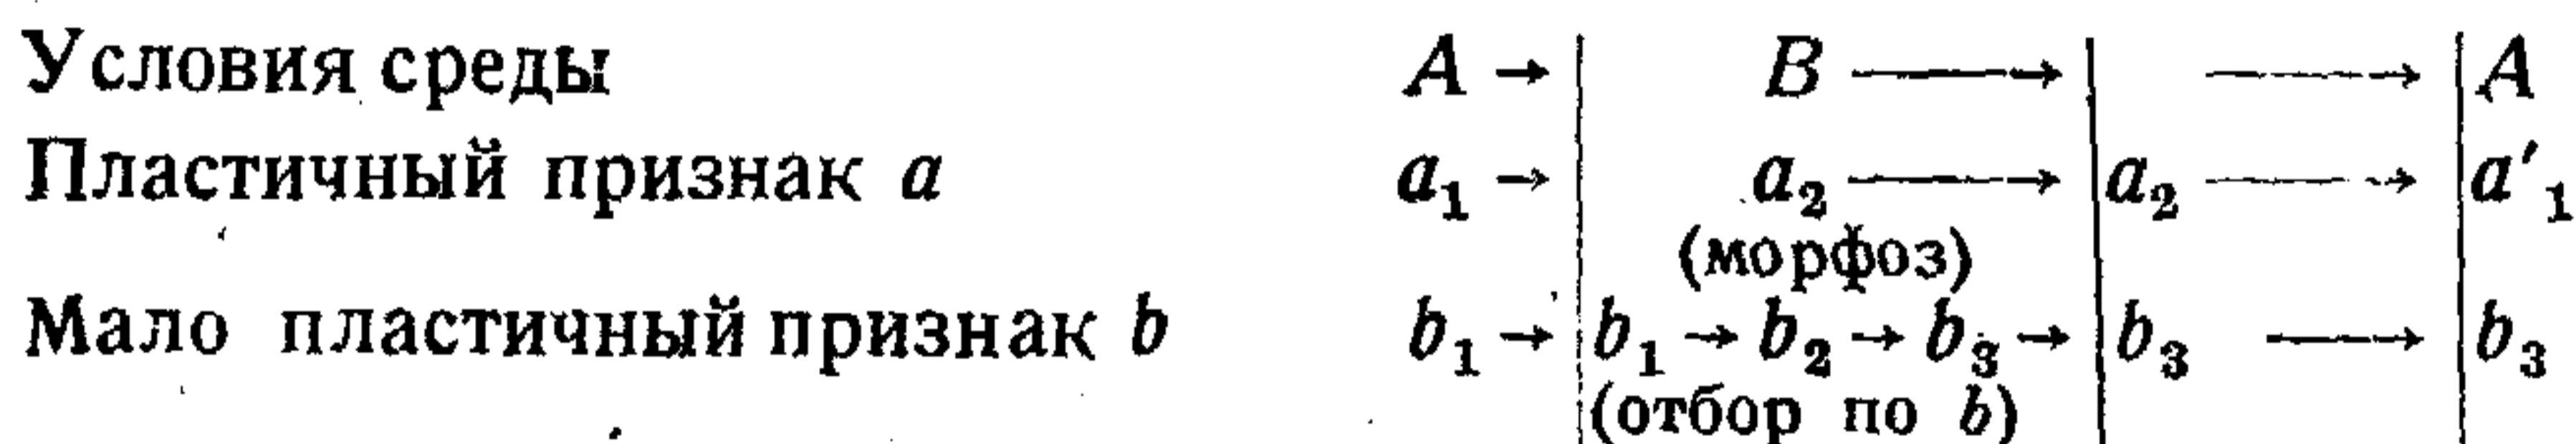 Условия среды A → | B ⟶ | ⟶ | A
Пластичный признак a a₁ → | a₂ ⟶ | a₂ ⟶ | a′₁
(морфоз)
Мало пластичный признак b b₁ → | b₁ → b₂ → b₃ → | b₃ ⟶ | b₃
(отбор по b)